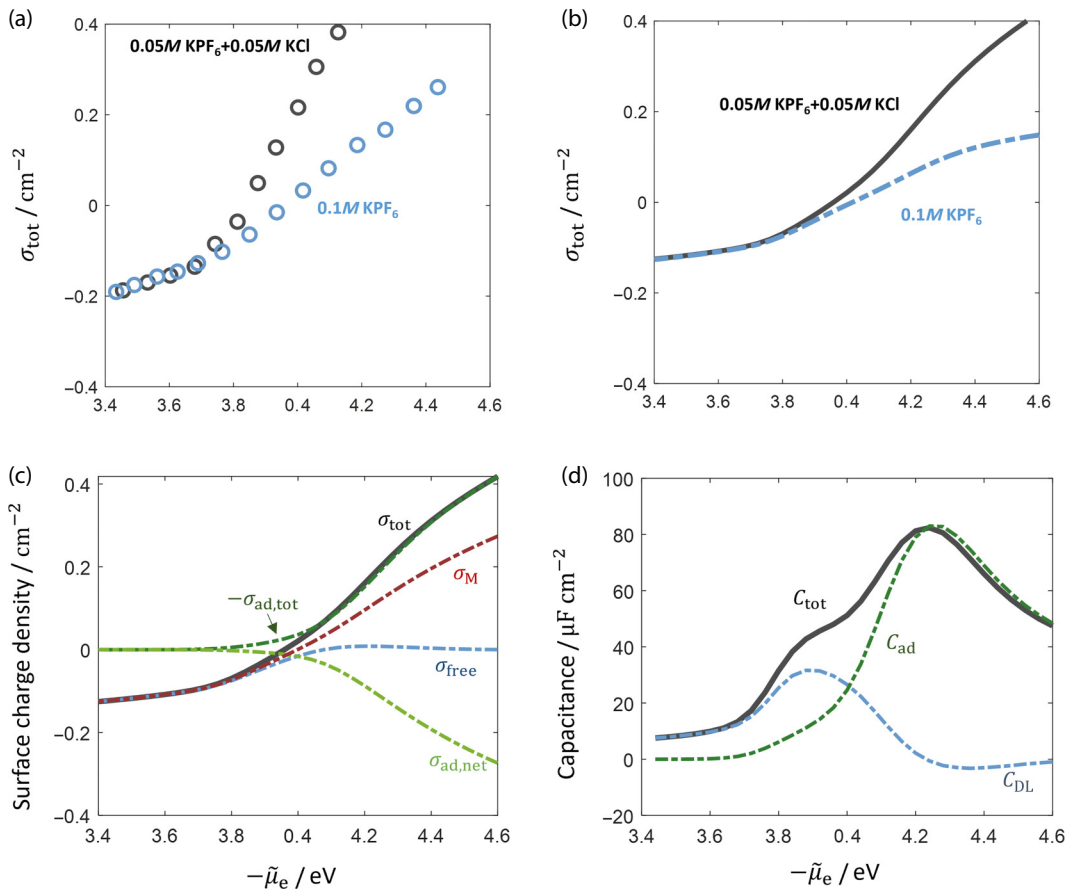 (a)
0.4
0.2
0
−0.2
−0.4
σtot / cm−2
0.05M KPF6+0.05M KCl
0.1M KPF6
3.4 3.6 3.8 0.4 4.2 4.4 4.6
(b)
0.4
0.2
0
−0.2
−0.4
σtot / cm−2
0.05M KPF6+0.05M KCl
0.1M KPF6
3.4 3.6 3.8 0.4 4.2 4.4 4.6
(c)
0.4
0.2
0
−0.2
−0.4
Surface charge density / cm−2
σtot
σM
−σad,tot
σfree
σad,net
3.4 3.6 3.8 0.4 4.2 4.4 4.6
−μ̃e / eV
(d)
100
80
60
40
20
0
−20
Capacitance / μF cm−2
Ctot
Cad
CDL
3.4 3.6 3.8 0.4 4.2 4.4 4.6
−μ̃e / eV